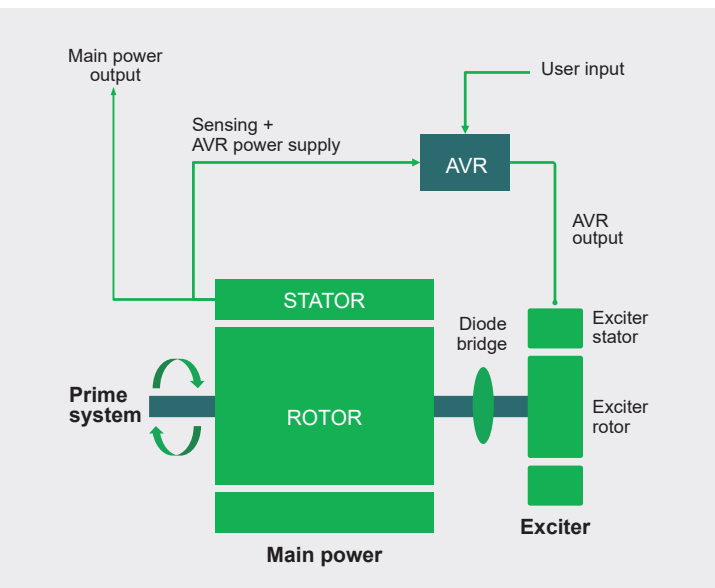 Main power
output
User input
Sensing +
AVR power supply
AVR
AVR
output
STATOR
Diode
bridge
Exciter
stator
Prime
system
ROTOR
Exciter
rotor
Exciter
Main power